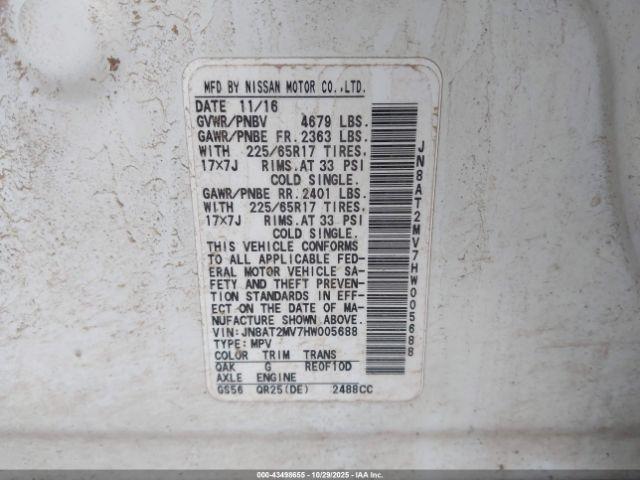 MFD BY NISSAN MOTOR CO.,LTD.
DATE 11/16
GVWR/PNBV 4679 LBS.
GAWR/PNBE FR. 2363 LBS.
WITH 225/65R17 TIRES.
17X7J RIMS.AT 33 PSI
COLD SINGLE.
GAWR/PNBE RR. 2401 LBS.
WITH 225/65R17 TIRES.
17X7J RIMS.AT 33 PSI
COLD SINGLE.
THIS VEHICLE CONFORMS
TO ALL APPLICABLE FED-
ERAL MOTOR VEHICLE SA-
FETY AND THEFT PREVEN-
TION STANDARDS IN EFF-
ECT ON THE DATE OF MA-
NUFACTURE SHOWN ABOVE.
VIN: JN8AT2MV7HW005688
TYPE: MPV
COLOR TRIM TRANS
QAK G RE0F10D
AXLE ENGINE
GS56 QR25(DE) 2488CC
JN8AT2MV7HW005688
000-43498655 - 10/29/2025 - IAA Inc.